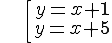 y = x + 1
y = x + 5